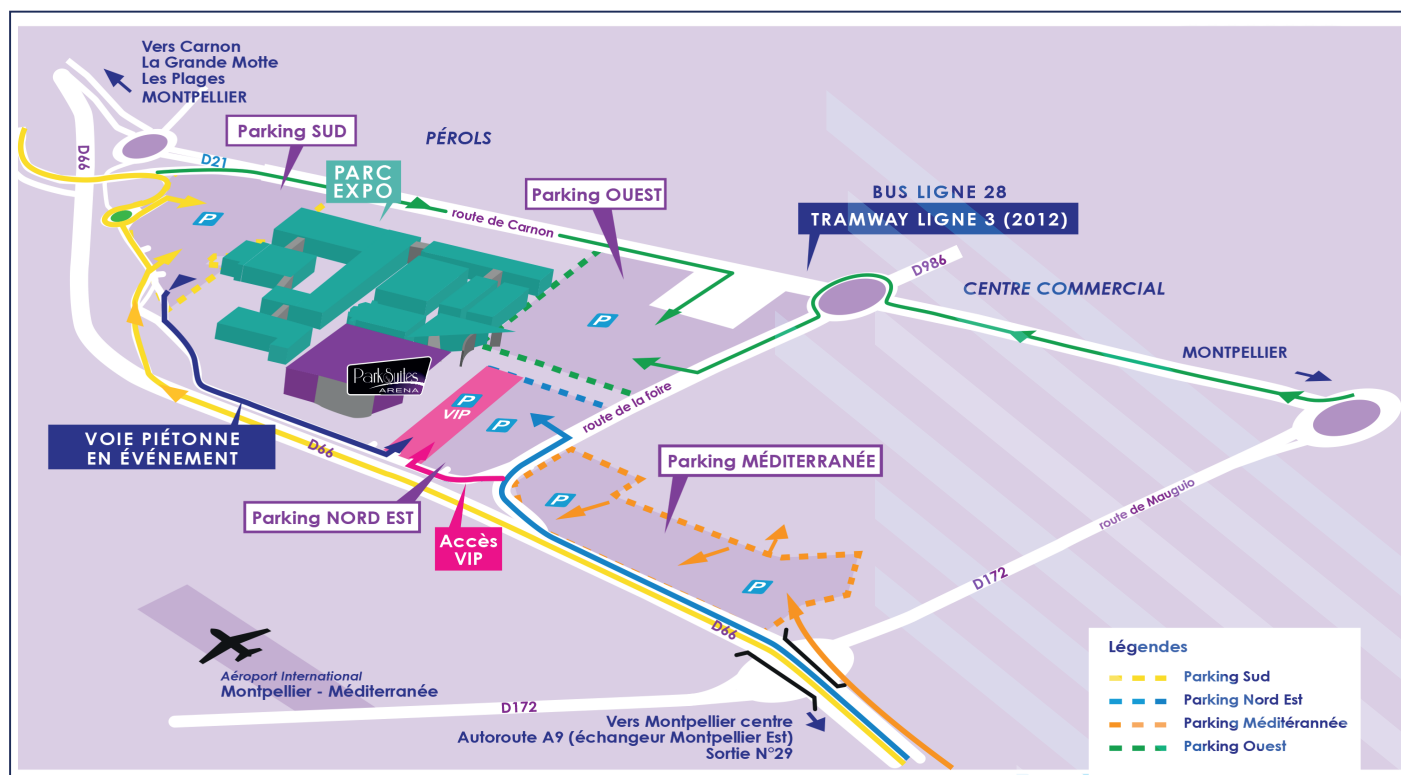 Vers Carnon
La Grande Motte
Les Plages
MONTPELLIER
Parking SUD
PÉROLS
D66
D21
PARC
EXPO
Parking OUEST
BUS LIGNE 28
TRAMWAY LIGNE 3 (2012)
P
route de Carnon
D986
CENTRE COMMERCIAL
P
MONTPELLIER
ParkSuites
ARENA
P
VIP
P
route de la foire
VOIE PIÉTONNE
EN ÉVÉNEMENT
D66
Parking MÉDITERRANÉE
Parking NORD EST
P
route de Mauguio
Accès
VIP
P
D172
D66
Aéroport International
Montpellier - Méditerranée
D172
Vers Montpellier centre
Autoroute A9 (échangeur Montpellier Est)
Sortie N°29
Légendes
Parking Sud
Parking Nord Est
Parking Méditérannée
Parking Ouest